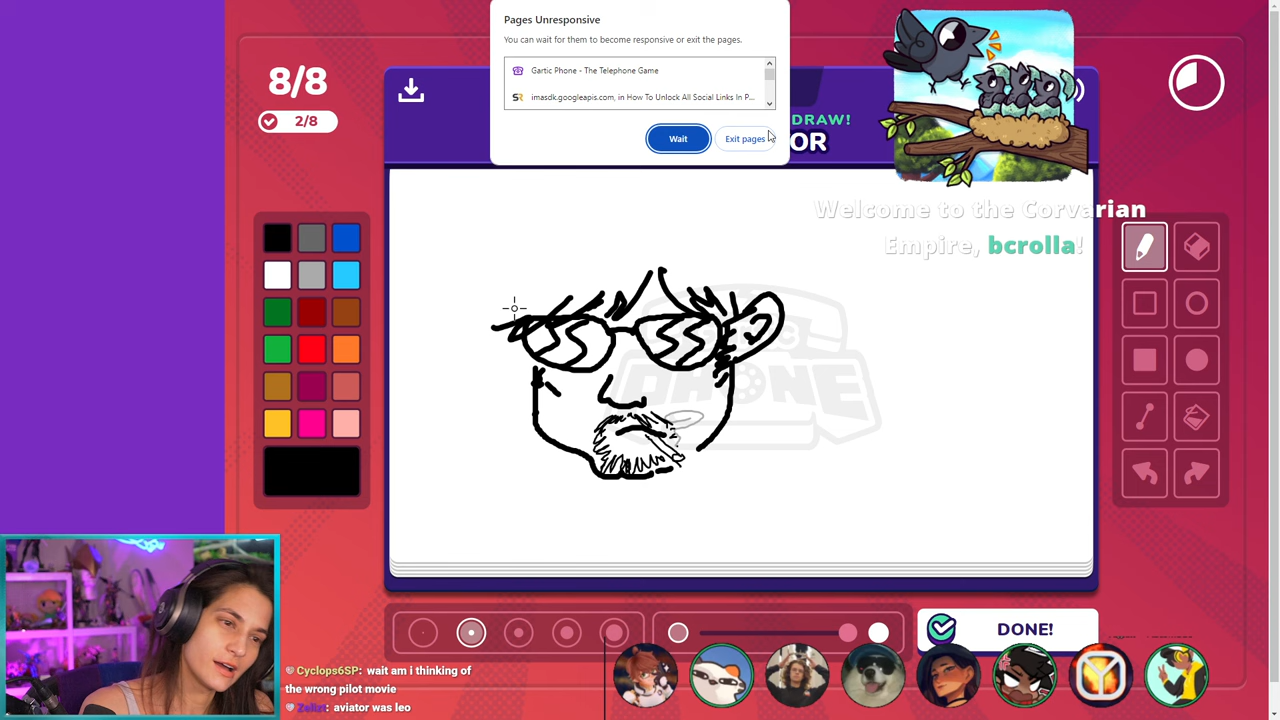 Pages Unresponsive
You can wait for them to become responsive or exit the pages.
Gartic Phone - The Telephone Game
SR imasdk.googleapis.com, in How To Unlock All Social Links In P...
Wait
Exit pages
8/8
2/8
DRAW!
OR
Welcome to the Corvarian
Empire, bcrolla!
PHONE
DONE!
Cyclops6SP: wait am i thinking of
the wrong pilot movie
Zelizt: aviator was leo